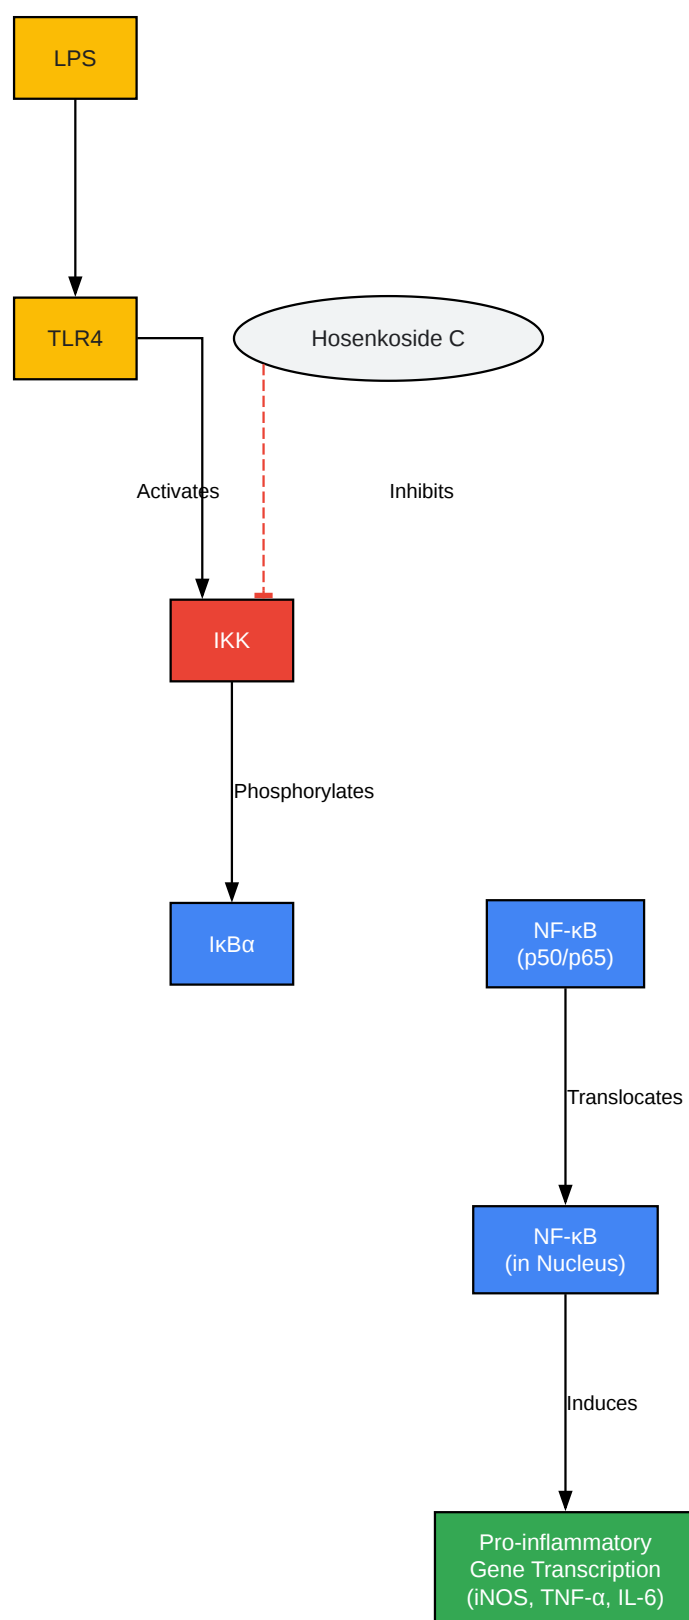 LPS
TLR4
Hosenkoside C
Activates
Inhibits
IKK
Phosphorylates
IκBα
NF-κB
(p50/p65)
Translocates
NF-κB
(in Nucleus)
Induces
Pro-inflammatory
Gene Transcription
(iNOS, TNF-α, IL-6)